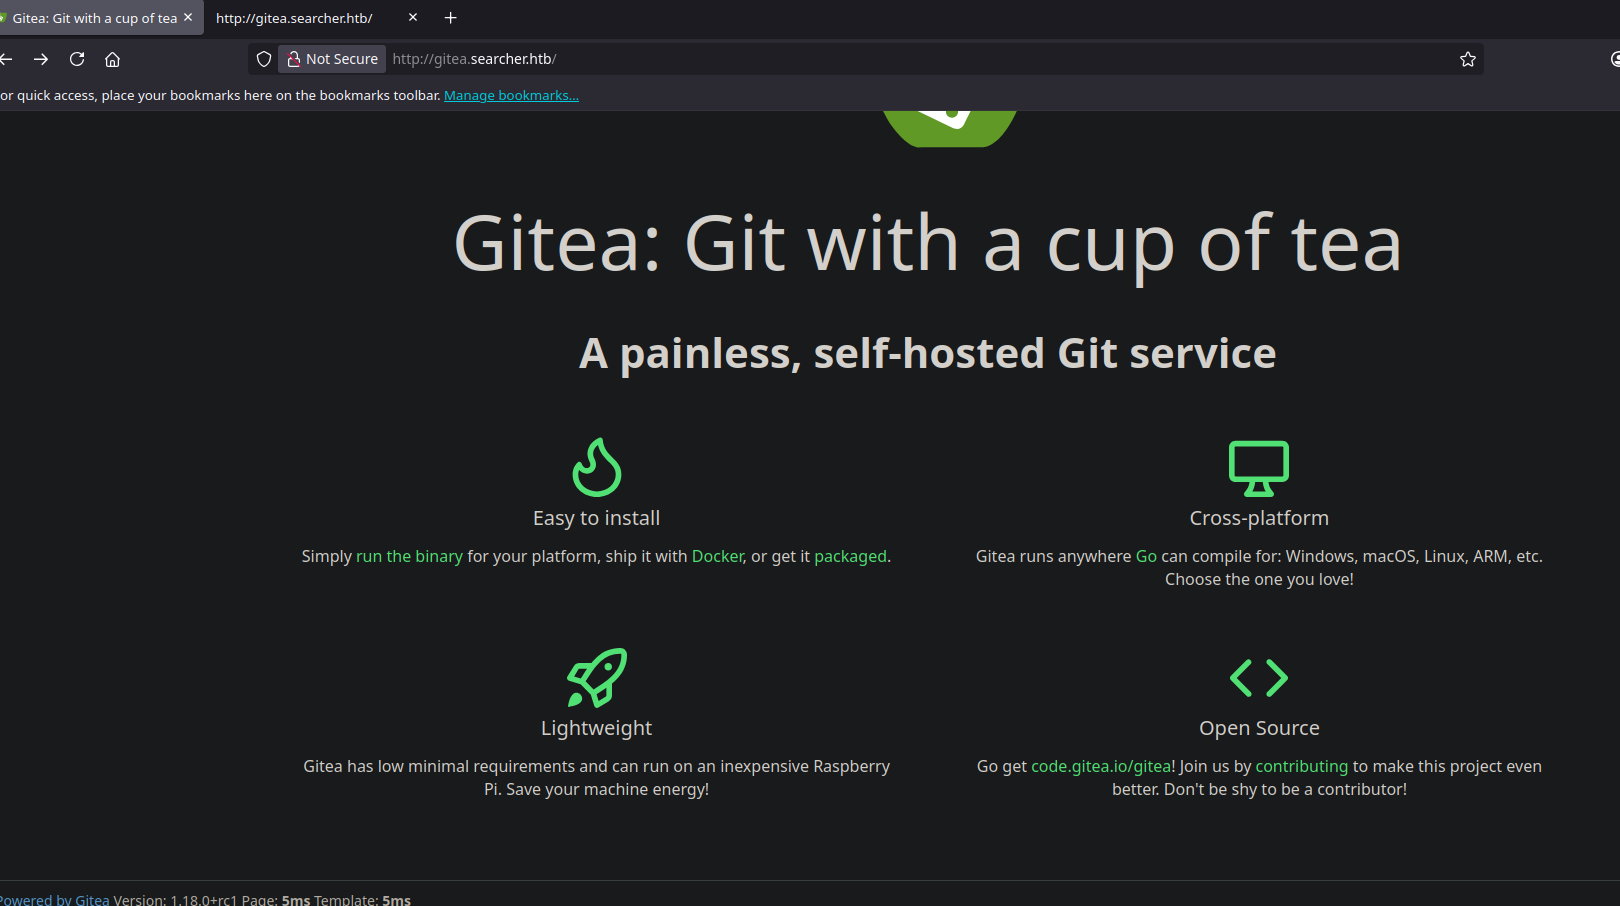 Gitea: Git with a cup of tea
http://gitea.searcher.htb/
Not Secure http://gitea.searcher.htb/
or quick access, place your bookmarks here on the bookmarks toolbar. Manage bookmarks...
Gitea: Git with a cup of tea
A painless, self-hosted Git service
Easy to install
Simply run the binary for your platform, ship it with Docker, or get it packaged.
Cross-platform
Gitea runs anywhere Go can compile for: Windows, macOS, Linux, ARM, etc.
Choose the one you love!
Lightweight
Gitea has low minimal requirements and can run on an inexpensive Raspberry
Pi. Save your machine energy!
Open Source
Go get code.gitea.io/gitea! Join us by contributing to make this project even
better. Don't be shy to be a contributor!
Powered by Gitea Version: 1.18.0+rc1 Page: 5ms Template: 5ms